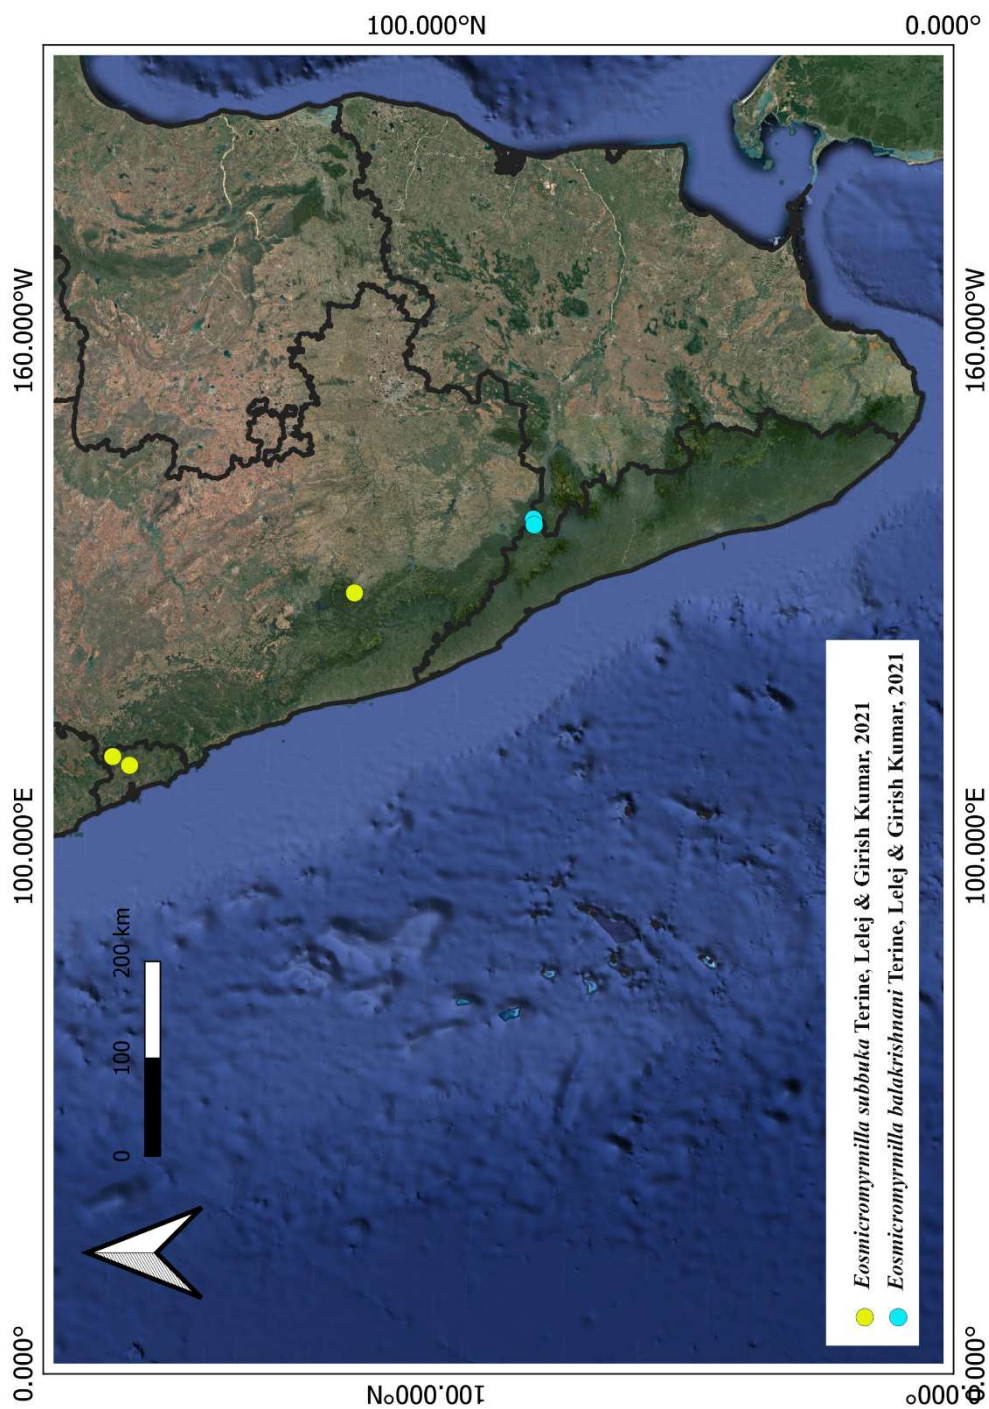 100.000°N
0.000°
160.000°W
160.000°W
100.000°E
100.000°E
0 100 200 km
Eosmicromyrmilla subbuka Terine, Lelej & Girish Kumar, 2021
Eosmicromyrmilla balakrishnani Terine, Lelej & Girish Kumar, 2021
0.000°
0.000°
100.000°N
0.000°